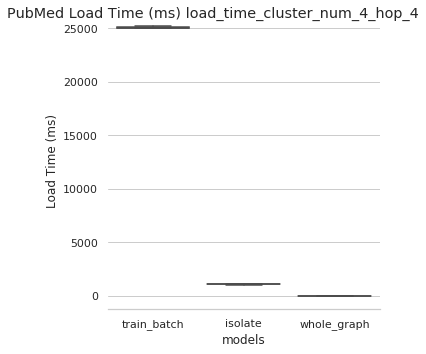 PubMed Load Time (ms) load_time_cluster_num_4_hop_4
25000
20000
15000
10000
5000
0
Load Time (ms)
train_batch isolate whole_graph
models